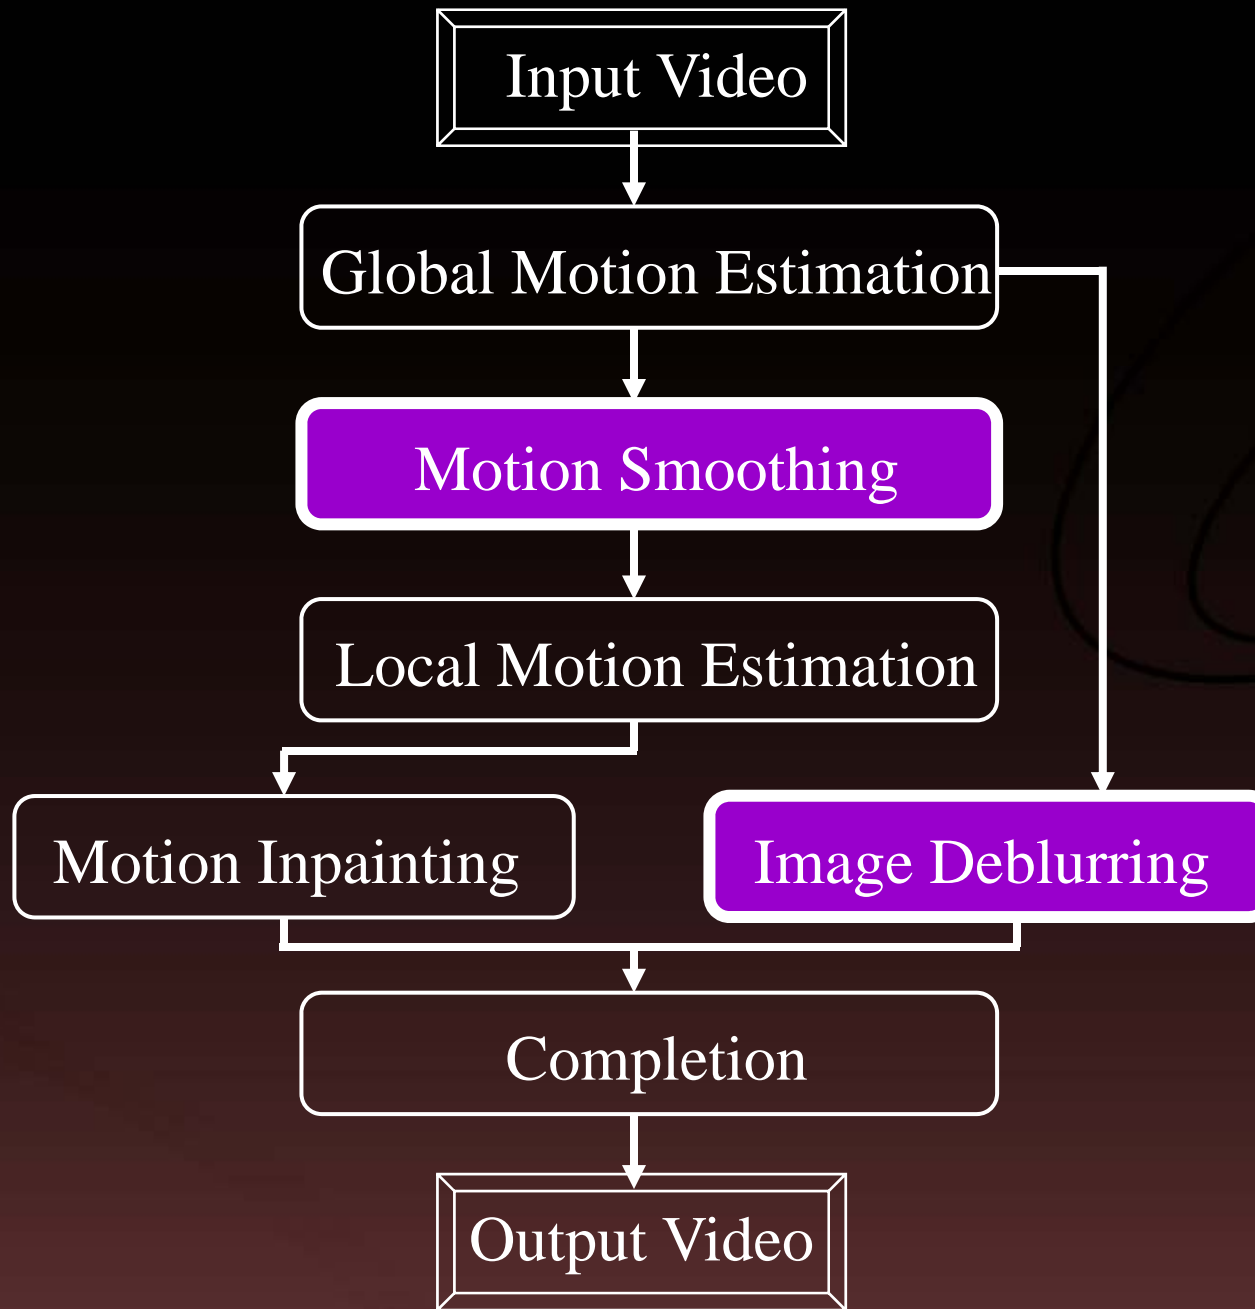 Input Video
Global Motion Estimation
Motion Smoothing
Local Motion Estimation
Motion Inpainting
Image Deblurring
Completion
Output Video